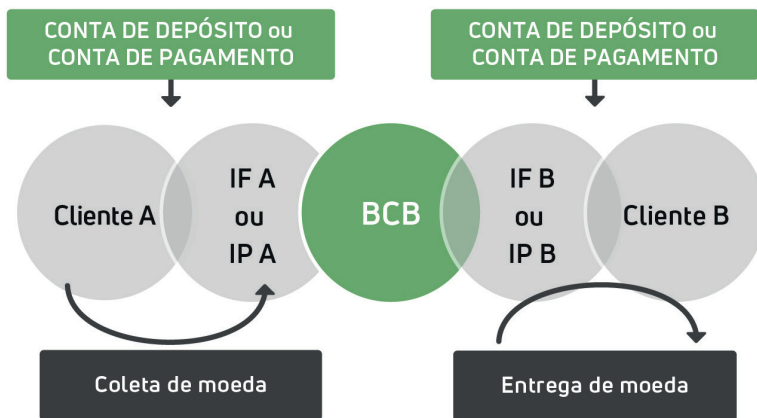 CONTA DE DEPÓSITO ou
CONTA DE PAGAMENTO
CONTA DE DEPÓSITO ou
CONTA DE PAGAMENTO
Cliente A
IF A
ou
IP A
BCB
IF B
ou
IP B
Cliente B
Coleta de moeda
Entrega de moeda